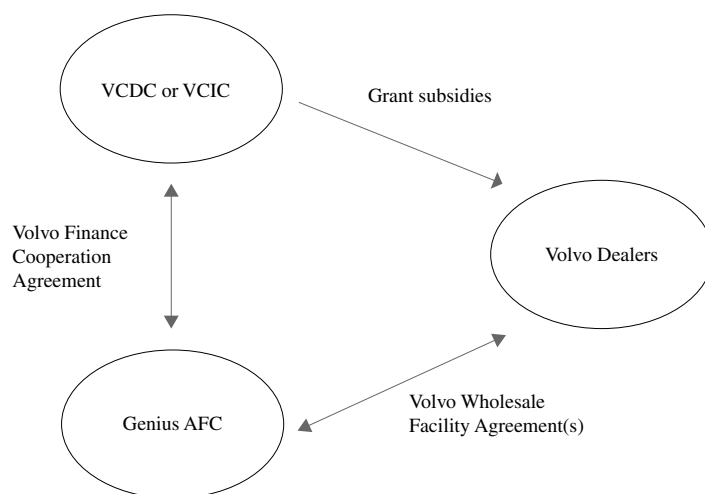 VCDC or VCIC
Grant subsidies
Volvo Finance
Cooperation
Agreement
Volvo Dealers
Genius AFC
Volvo Wholesale
Facility Agreement(s)